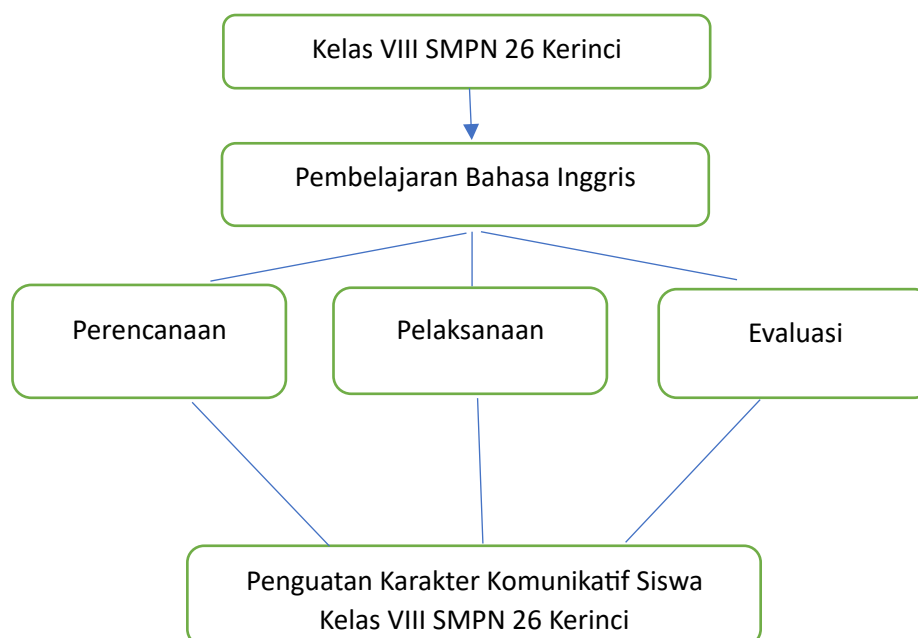 Kelas VIII SMPN 26 Kerinci
Pembelajaran Bahasa Inggris
Perencanaan
Pelaksanaan
Evaluasi
Penguatan Karakter Komunikatif Siswa
Kelas VIII SMPN 26 Kerinci